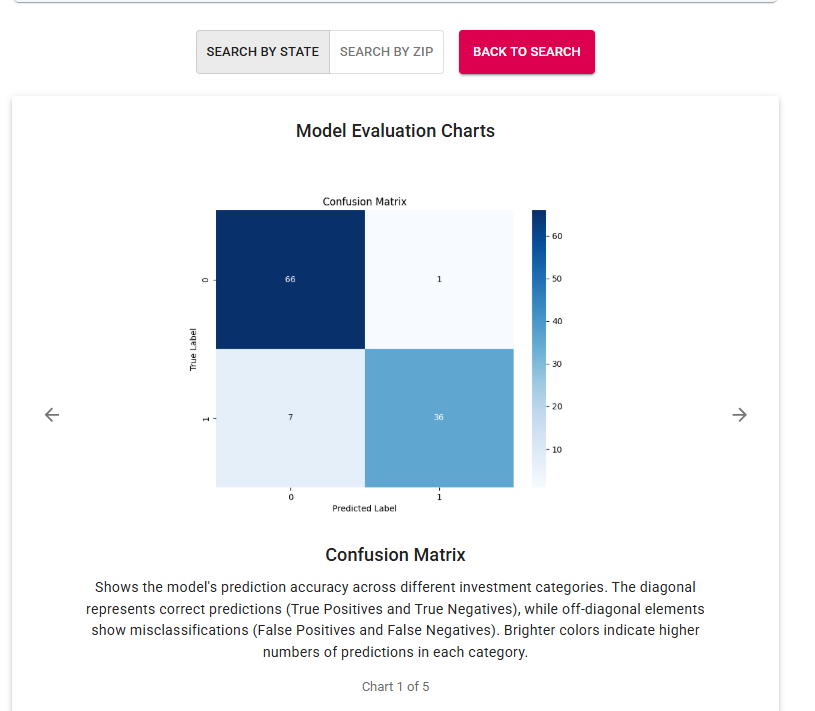 SEARCH BY STATE SEARCH BY ZIP BACK TO SEARCH
Model Evaluation Charts
Confusion Matrix
66 1
7 36
0
1
True Label
0 1
Predicted Label
60
50
40
30
20
10
Confusion Matrix
Shows the model's prediction accuracy across different investment categories. The diagonal
represents correct predictions (True Positives and True Negatives), while off-diagonal elements
show misclassifications (False Positives and False Negatives). Brighter colors indicate higher
numbers of predictions in each category.
Chart 1 of 5